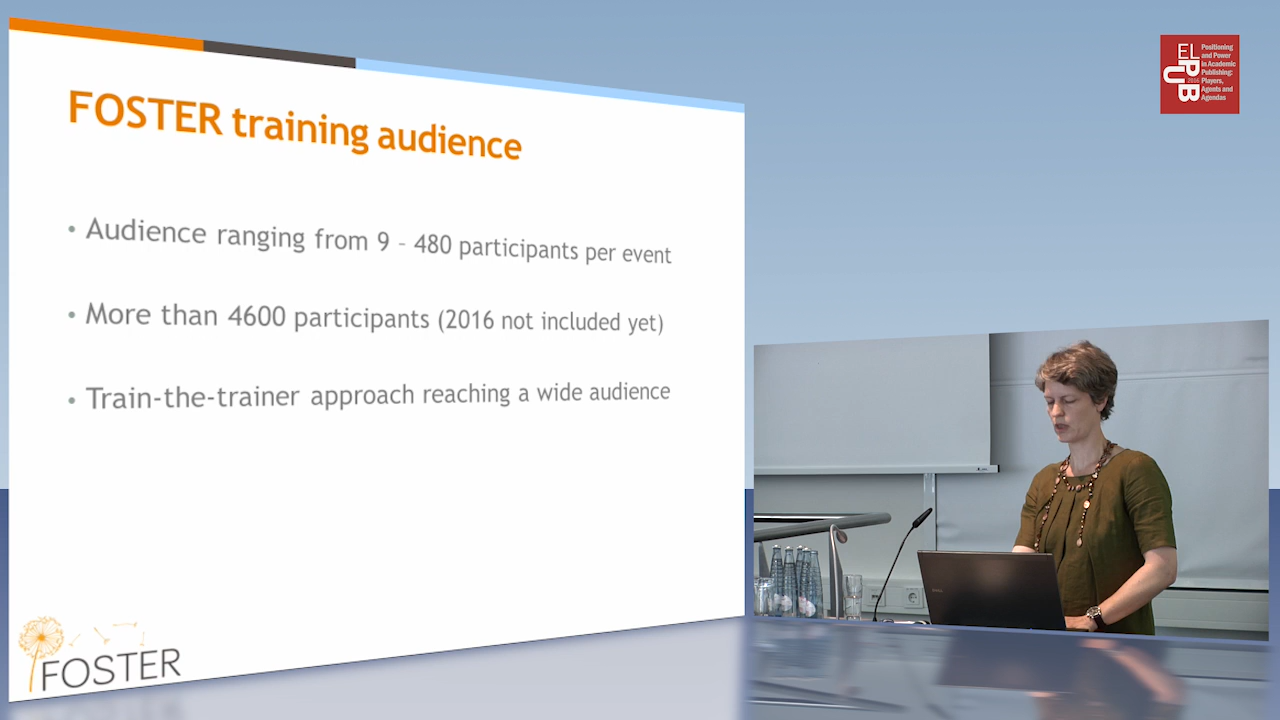 FOSTER training audience
• Audience ranging from 9 – 480 participants per event
• More than 4600 participants (2016 not included yet)
• Train-the-trainer approach reaching a wide audience
FOSTER
ELPUB
2016
Positioning
and Power
in Academic
Publishing:
Players,
Agents and
Agendas